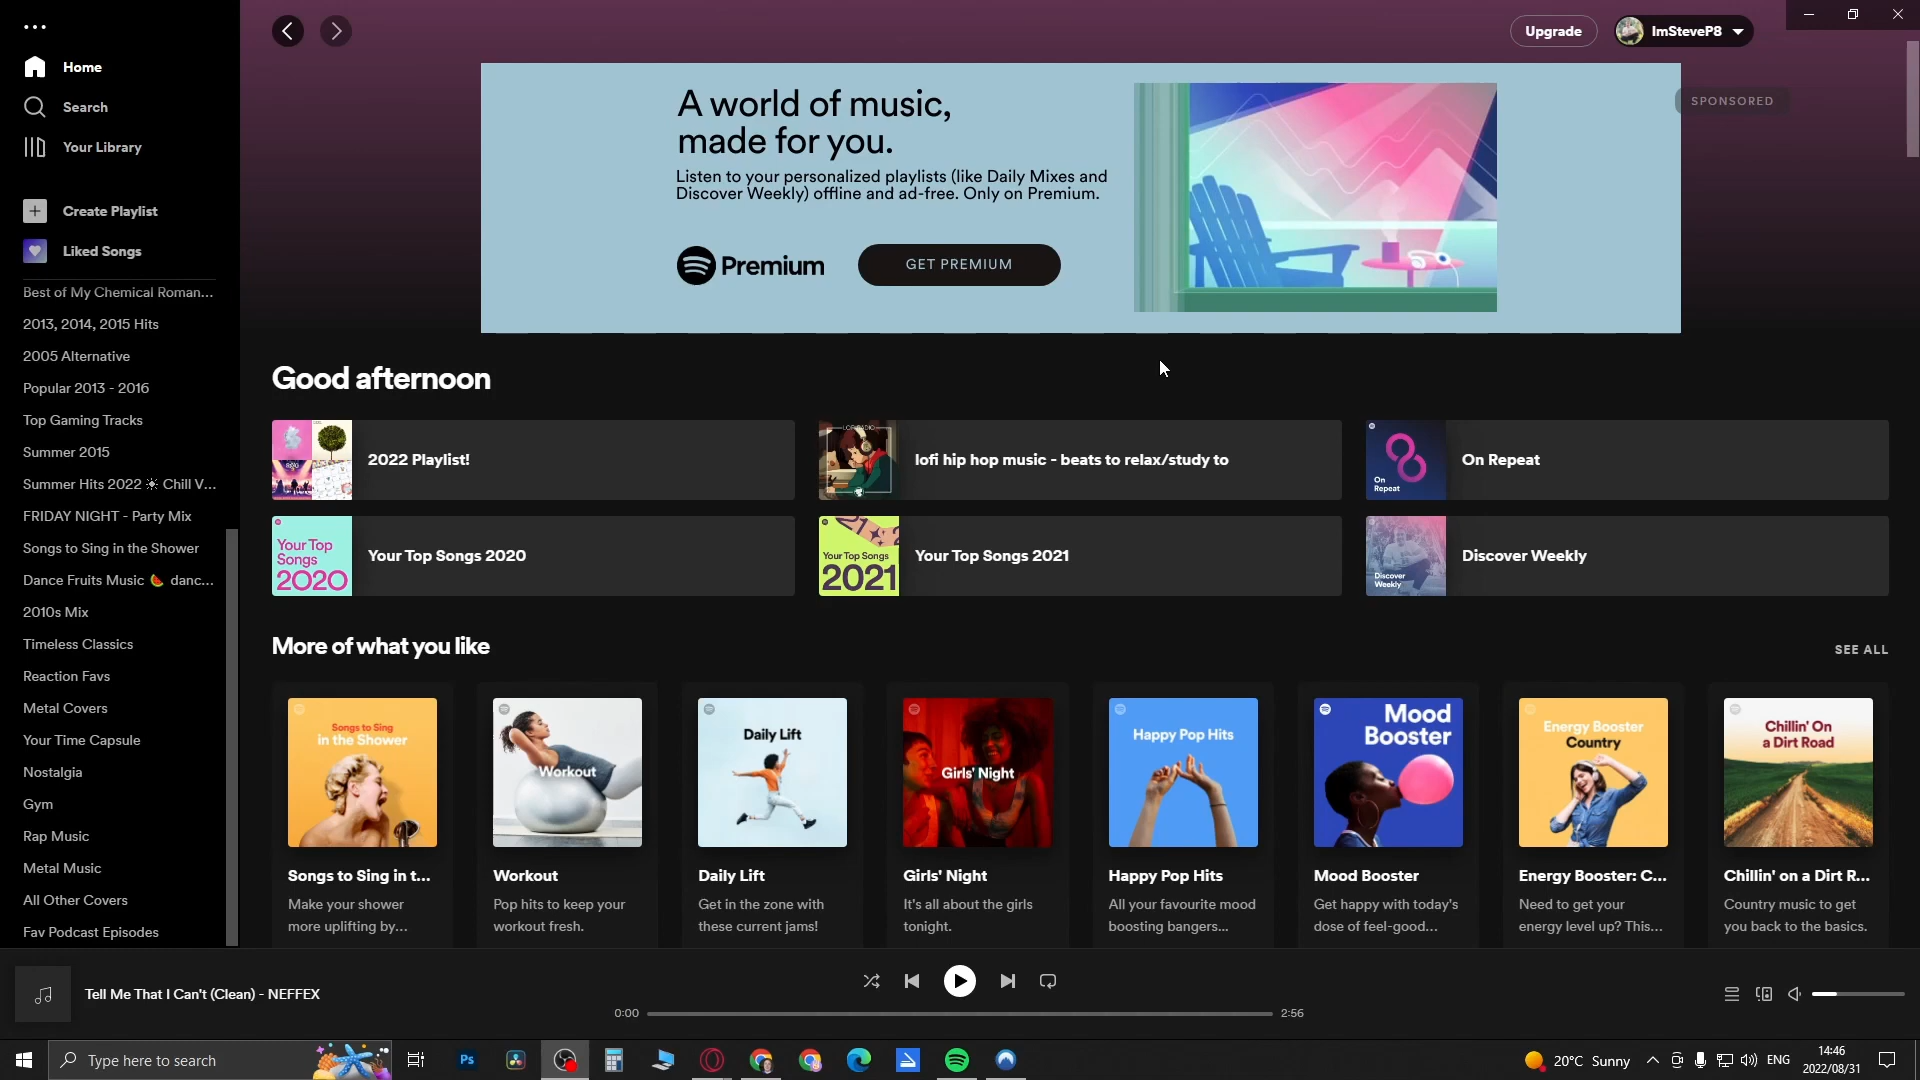 Home
Search
Your Library
Create Playlist
Liked Songs
Best of My Chemical Roman...
2013, 2014, 2015 Hits
2005 Alternative
Popular 2013 - 2016
Top Gaming Tracks
Summer 2015
Summer Hits 2022 ☀ Chill V...
FRIDAY NIGHT - Party Mix
Songs to Sing in the Shower
Dance Fruits Music 🍉 danc...
2010s Mix
Timeless Classics
Reaction Favs
Metal Covers
Your Time Capsule
Nostalgia
Gym
Rap Music
Metal Music
All Other Covers
Fav Podcast Episodes
Upgrade
ImSteveP8
A world of music,
made for you.
Listen to your personalized playlists (like Daily Mixes and
Discover Weekly) offline and ad-free. Only on Premium.
Premium
GET PREMIUM
SPONSORED
Good afternoon
2022 Playlist!
LOFI RADIO
lofi hip hop music - beats to relax/study to
On
Repeat
On Repeat
Your Top
Songs
2020
Your Top Songs 2020
Your Top Songs
2021
Your Top Songs 2021
Discover
Weekly
Discover Weekly
More of what you like
SEE ALL
Songs to Sing
in the Shower
Workout
Daily Lift
Girls' Night
Happy Pop Hits
Mood
Booster
Energy Booster
Country
Chillin' On
a Dirt Road
Songs to Sing in t...
Make your shower
more uplifting by...
Workout
Pop hits to keep your
workout fresh.
Daily Lift
Get in the zone with
these current jams!
Girls' Night
It's all about the girls
tonight.
Happy Pop Hits
All your favourite mood
boosting bangers...
Mood Booster
Get happy with today's
dose of feel-good...
Energy Booster: C...
Need to get your
energy level up? This...
Chillin' on a Dirt R...
Country music to get
you back to the basics.
Tell Me That I Can't (Clean) - NEFFEX
0:00
2:56
Type here to search
Ps
20°C Sunny
ENG
14:46
2022/08/31